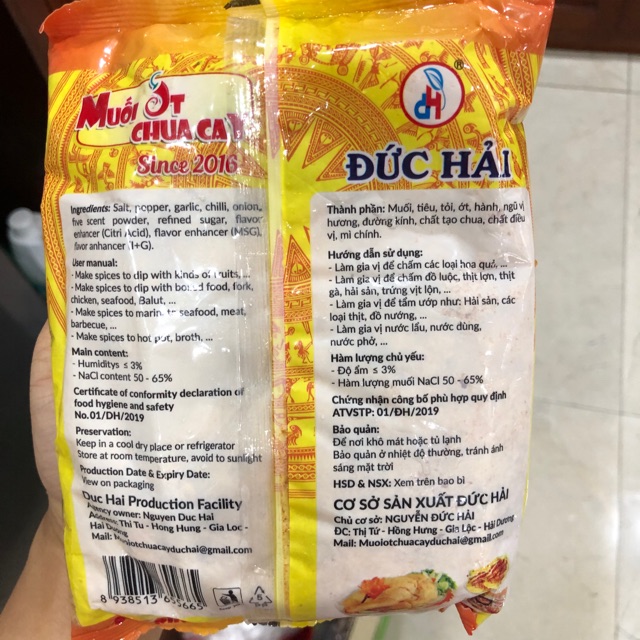 MUỐI ỚT
CHUA CAY
Since 2016
Ingredients: Salt, pepper, garlic, chilli, onion,
five scent powder, refined sugar, flavor
enhancer (Citri Acid), flavor enhancer (MSG),
flavor anhancer (I+G).
User manual:
- Make spices to dip with kinds of fruits, ...
- Make spices to dip with boiled food, fork,
chicken, seafood, Balut, ...
- Make spices to marin to seafood, meat,
barbecue, ...
- Make spices to hot pot, broth, ...
Main content:
- Humiditys ≤ 3%
- NaCl content 50 - 65%
Certificate of conformity declaration of
food hygiene and safety
No.01/DH/2019
Preservation:
Keep in a cool dry place or refrigerator
Store at room temperature, avoid to sunlight
Production Date & Expiry Date:
View on packaging
Duc Hai Production Facility
Agency owner: Nguyen Duc Hai
Address: Thi Tu - Hong Hung - Gia Loc -
Hai Duong
Mail: Muoiotchuacayduchai@gmail.com
8 938513 655665
5
ĐH
®
ĐỨC HẢI
Thành phần: Muối, tiêu, tỏi, ớt, hành, ngũ vị
hương, đường kính, chất tạo chua, chất điều
vị, mì chính.
Hướng dẫn sử dụng:
- Làm gia vị để chấm các loại hoa quả, ...
- Làm gia vị để chấm đồ luộc, thịt lợn, thịt
gà, hải sản, trứng vịt lộn, ...
- Làm gia vị để tẩm ướp như: Hải sản, các
loại thịt, đồ nướng, ...
- Làm gia vị nước lẩu, nước dùng,
nước phở, ...
Hàm lượng chủ yếu:
- Độ ẩm ≤ 3%
- Hàm lượng muối NaCl 50 - 65%
Chứng nhận công bố phù hợp quy định
ATVSTP: 01/ĐH/2019
Bảo quản:
Để nơi khô mát hoặc tủ lạnh
Bảo quản ở nhiệt độ thường, tránh ánh
sáng mặt trời
HSD & NSX: Xem trên bao bì
CƠ SỞ SẢN XUẤT ĐỨC HẢI
Chủ cơ sở: NGUYỄN ĐỨC HẢI
ĐC: Thị Tứ - Hồng Hưng - Gia Lộc - Hải Dương
Mail: Muoiotchuacayduchai@gmail.com